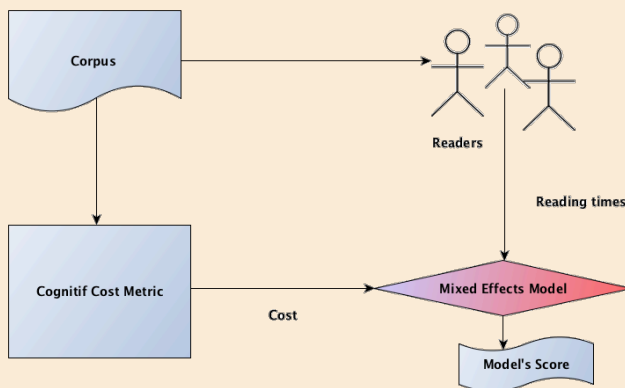 Corpus
Readers
Reading times
Cognitif Cost Metric
Cost
Mixed Effects Model
Model's Score